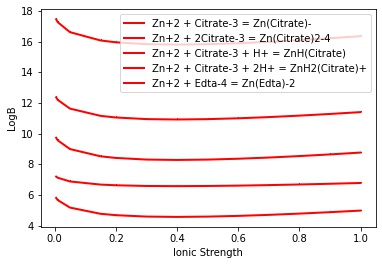 18
16
14
12
10
8
6
4
LogB
Zn+2 + Citrate-3 = Zn(Citrate)-
Zn+2 + 2Citrate-3 = Zn(Citrate)2-4
Zn+2 + Citrate-3 + H+ = ZnH(Citrate)
Zn+2 + Citrate-3 + 2H+ = ZnH2(Citrate)+
Zn+2 + Edta-4 = Zn(Edta)-2
0.0 0.2 0.4 0.6 0.8 1.0
Ionic Strength